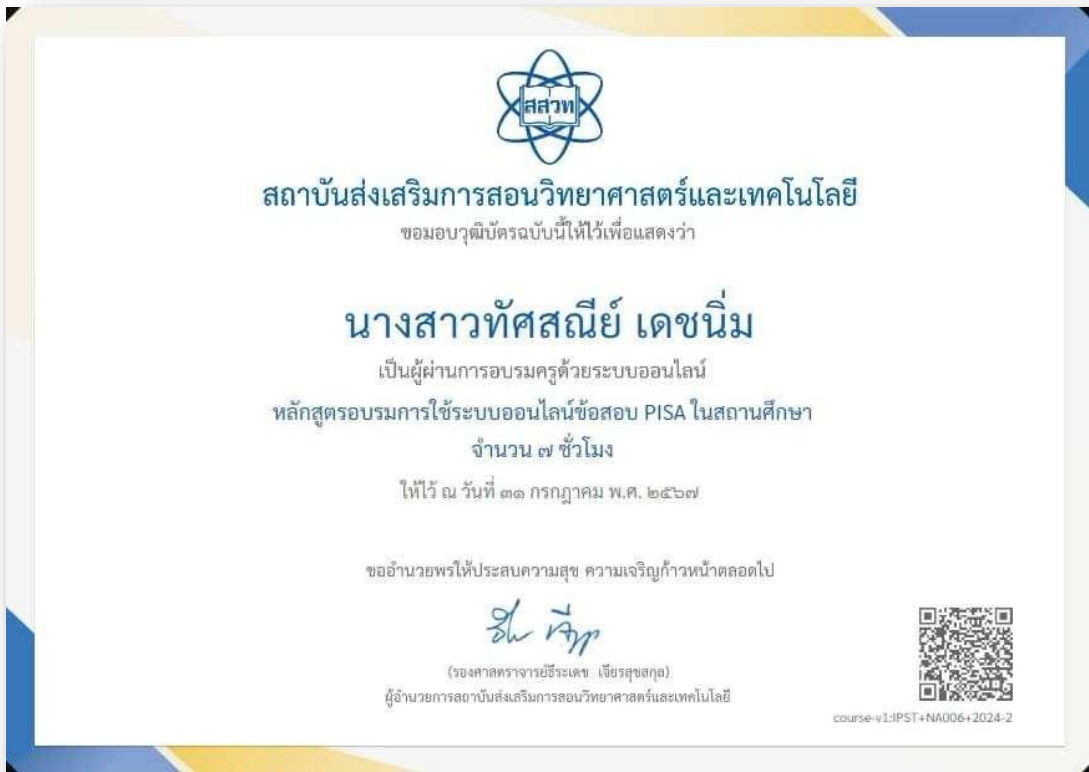 สสวท
สถาบันส่งเสริมการสอนวิทยาศาสตร์และเทคโนโลยี
ขอมอบวุฒิบัตรฉบับนี้ให้ไว้เพื่อแสดงว่า
นางสาวทัศสณีย์ เดชนิ่ม
เป็นผู้ผ่านการอบรมครูด้วยระบบออนไลน์
หลักสูตรอบรมการใช้ระบบออนไลน์ข้อสอบ PISA ในสถานศึกษา
จำนวน ๗ ชั่วโมง
ให้ไว้ ณ วันที่ ๓๑ กรกฎาคม พ.ศ. ๒๕๖๗
ขออำนวยพรให้ประสบความสุข ความเจริญก้าวหน้าตลอดไป
(รองศาสตราจารย์ธีระเดช เจียรสุขสกุล)
ผู้อำนวยการสถาบันส่งเสริมการสอนวิทยาศาสตร์และเทคโนโลยี
course-v1:IPST+NA006+2024-2